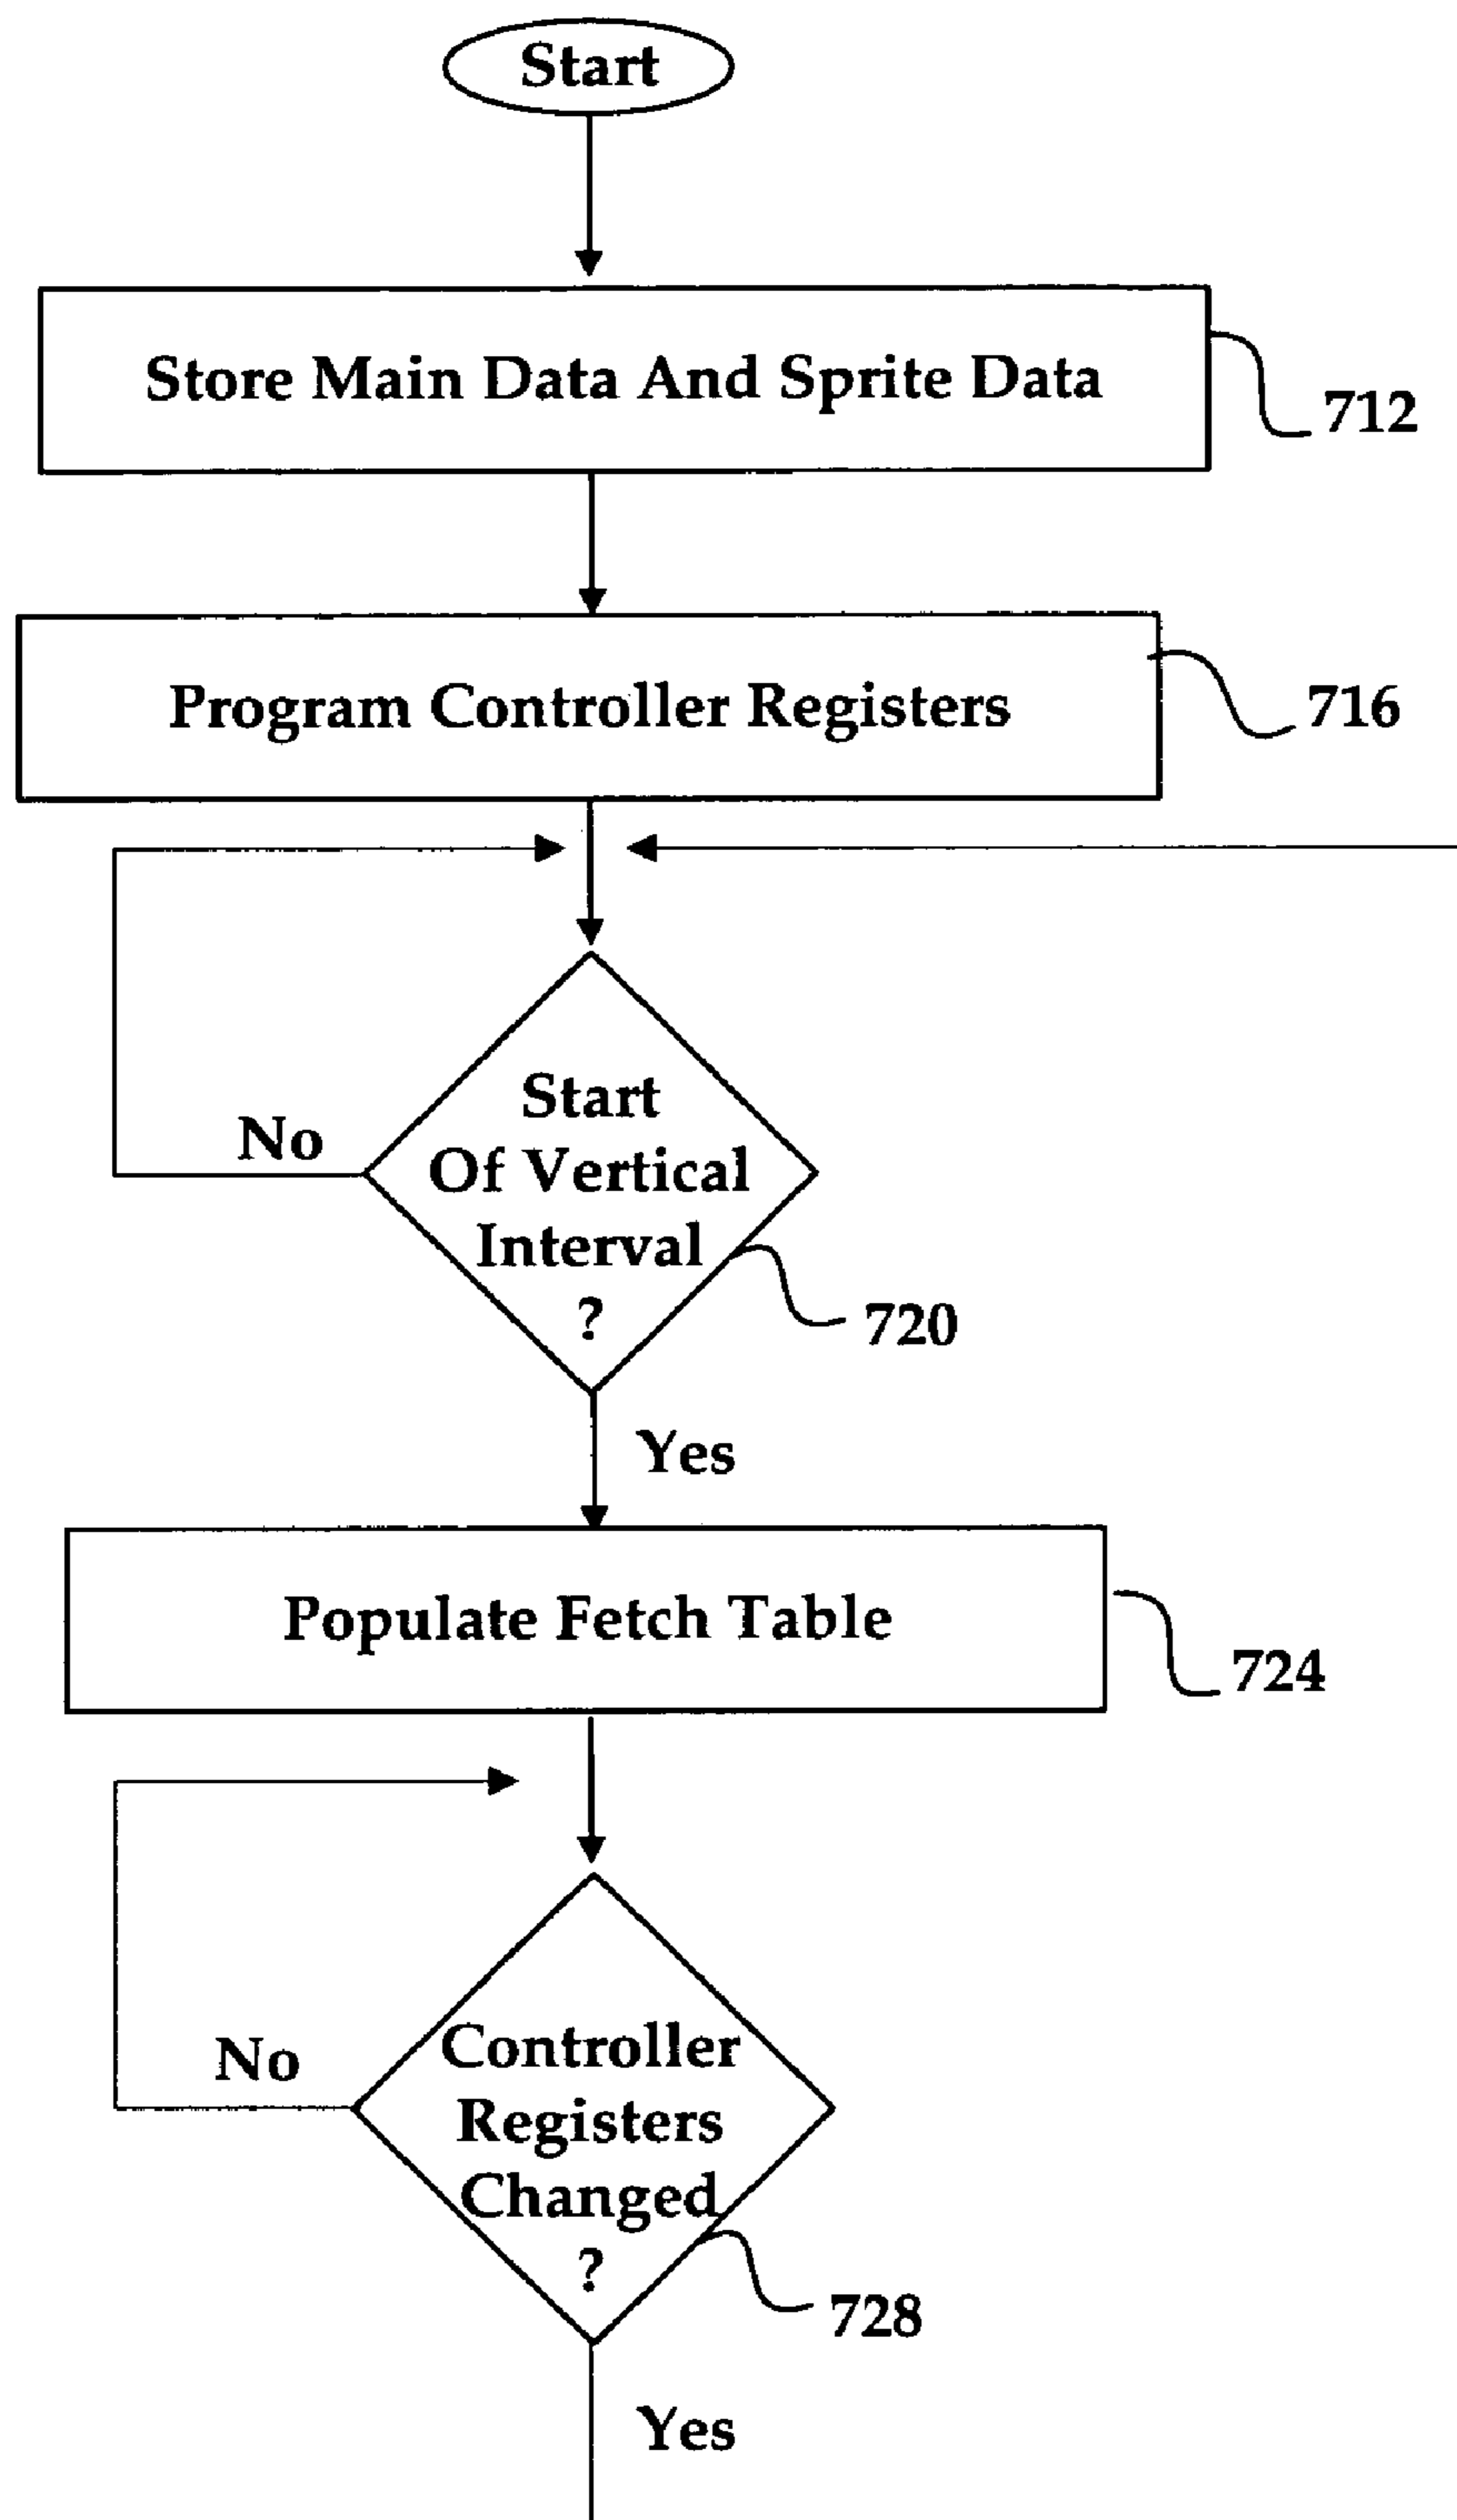 Start
Store Main Data And Sprite Data
712
Program Controller Registers
716
Start
Of Vertical
Interval
?
No
720
Yes
Populate Fetch Table
724
Controller
Registers
Changed
?
No
728
Yes